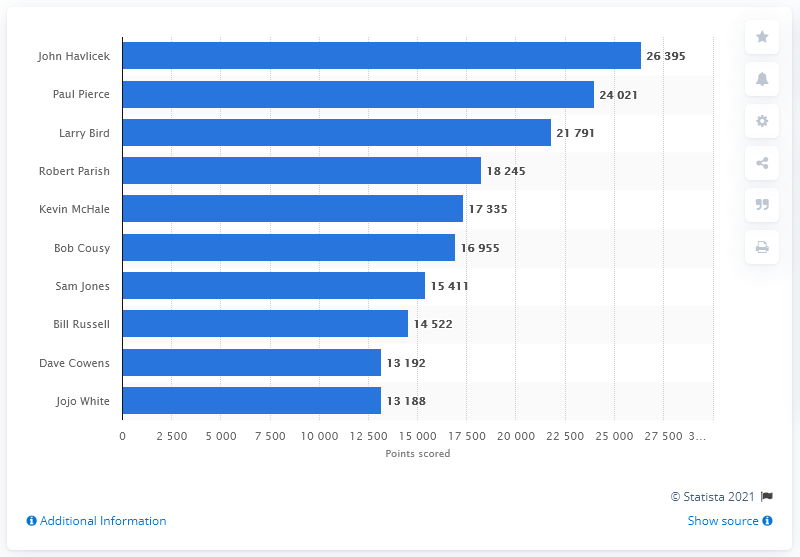 John Havlicek 26 395
Paul Pierce 24 021
Larry Bird 21 791
Robert Parish 18 245
Kevin McHale 17 335
Bob Cousy 16 955
Sam Jones 15 411
Bill Russell 14 522
Dave Cowens 13 192
Jojo White 13 188
0 2 500 5 000 7 500 10 000 12 500 15 000 17 500 20 000 22 500 25 000 27 500 3...
Points scored
© Statista 2021
Additional Information Show source